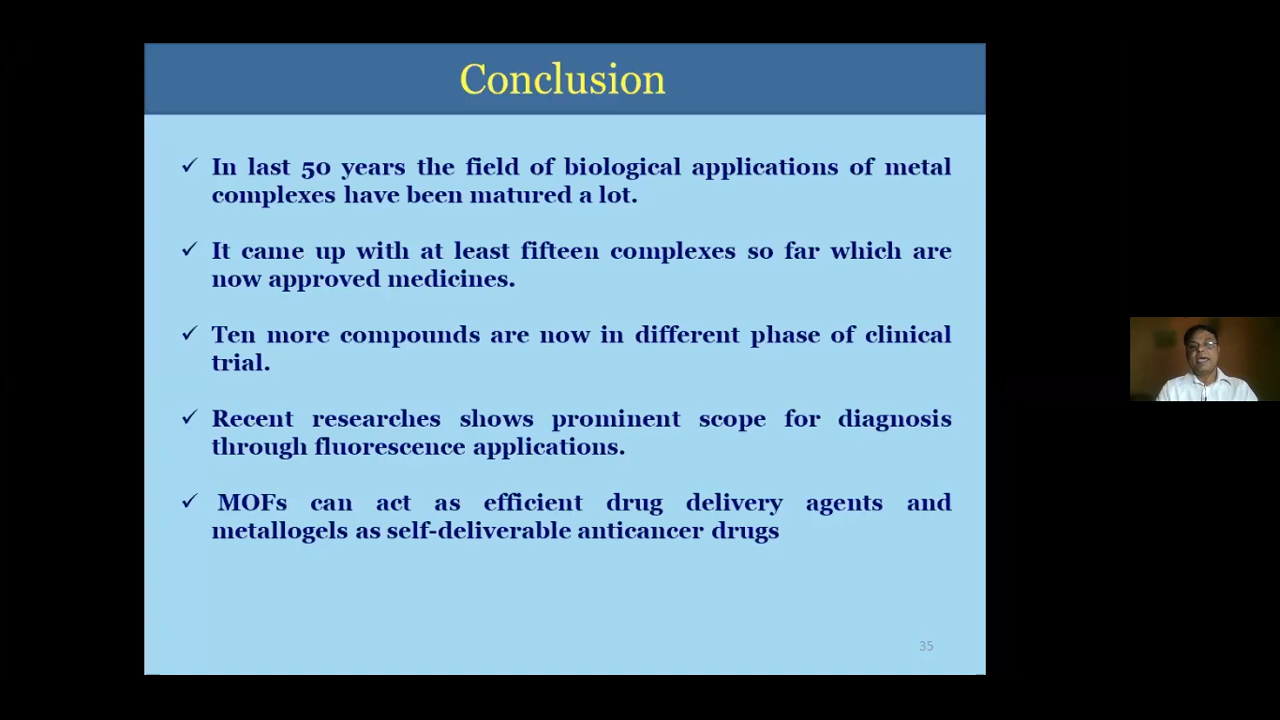 Conclusion
✓ In last 50 years the field of biological applications of metal
complexes have been matured a lot.
✓ It came up with at least fifteen complexes so far which are
now approved medicines.
✓ Ten more compounds are now in different phase of clinical
trial.
✓ Recent researches shows prominent scope for diagnosis
through fluorescence applications.
✓ MOFs can act as efficient drug delivery agents and
metallogels as self-deliverable anticancer drugs
35